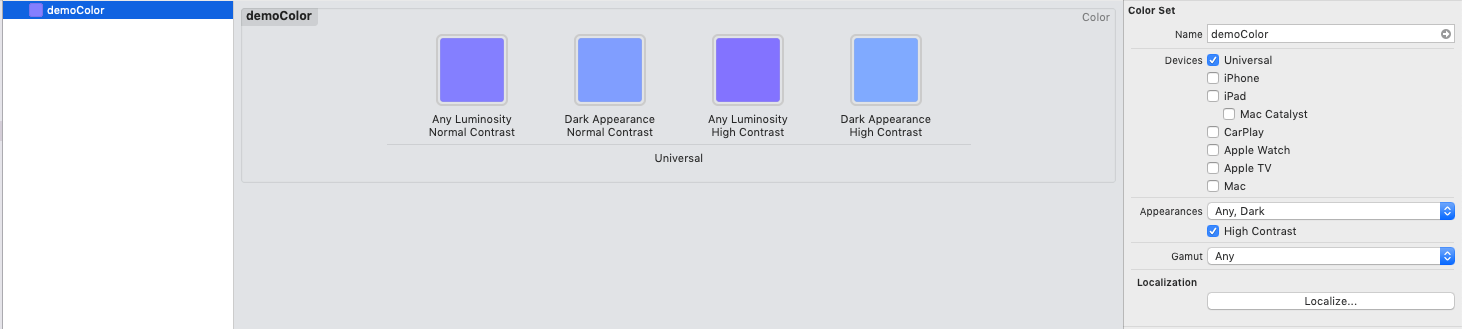 demoColor
demoColor
Color
Any Luminosity
Normal Contrast
Dark Appearance
Normal Contrast
Any Luminosity
High Contrast
Dark Appearance
High Contrast
Universal
Color Set
Name demoColor
Devices Universal
iPhone
iPad
Mac Catalyst
CarPlay
Apple Watch
Apple TV
Mac
Appearances Any, Dark
High Contrast
Gamut Any
Localization
Localize...